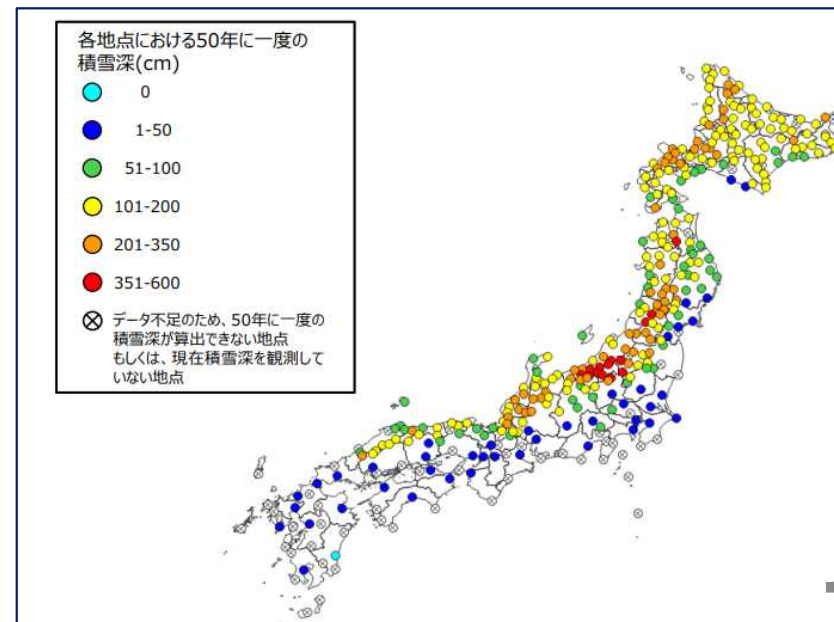 各地点における50年に一度の
積雪深(cm)
0
1-50
51-100
101-200
201-350
351-600
データ不足のため、50年に一度の
積雪深が算出できない地点
もしくは、現在積雪深を観測して
いない地点